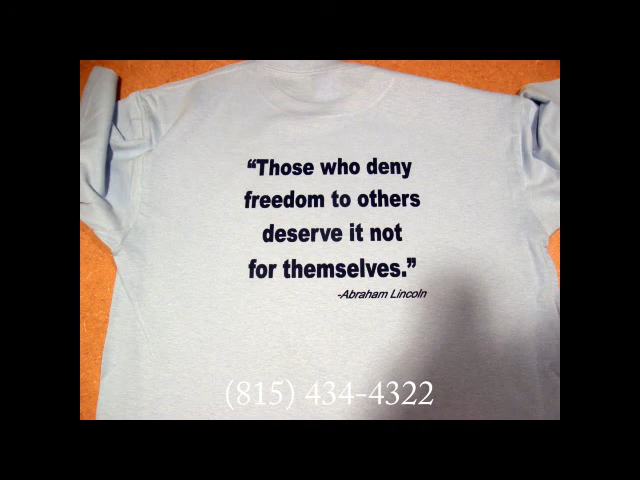 “Those who deny
freedom to others
deserve it not
for themselves.”
-Abraham Lincoln
(815) 434-4322